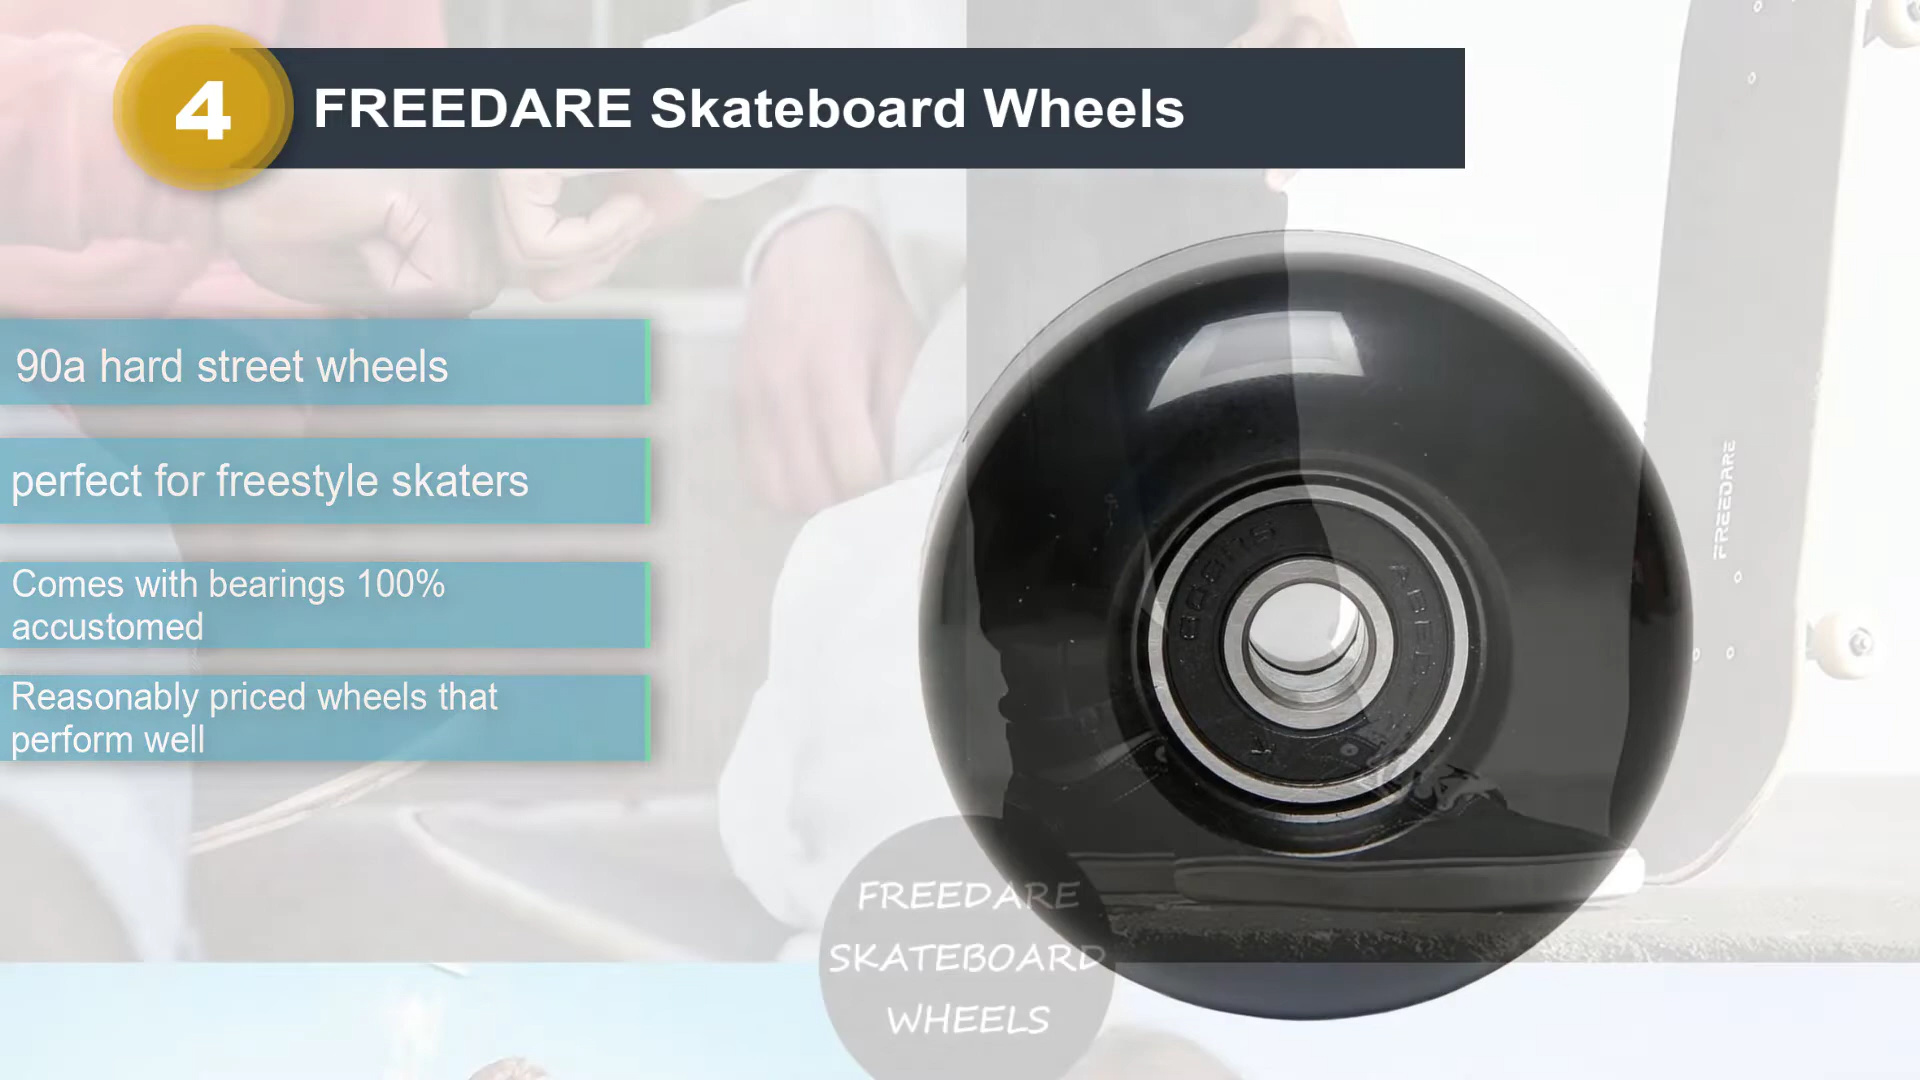 4
FREEDARE Skateboard Wheels
90a hard street wheels
perfect for freestyle skaters
Comes with bearings 100%
accustomed
Reasonably priced wheels that
perform well
FREEDARE
FREEDARE
SKATEBOARD
WHEELS